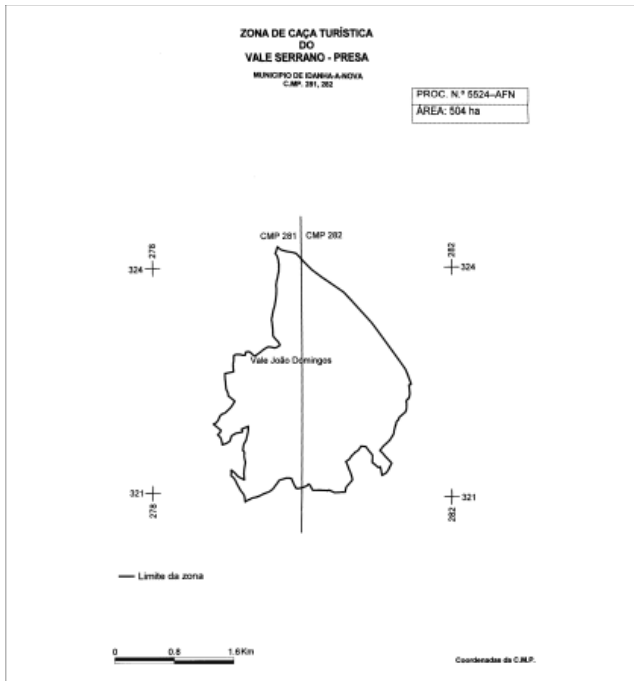 ZONA DE CAÇA TURÍSTICA
DO
VALE SERRANO - PRESA
MUNICIPIO DE IDANHA-A-NOVA
C.MP. 281, 282
PROC. N.º 5524-AFN
ÁREA: 504 ha
CMP 281 CMP 282
278
282
324
324
Vale João Domingos
321
321
278
282
Limite da zona
0 0.8 1.6 Km
Coordenadas da C.M.P.